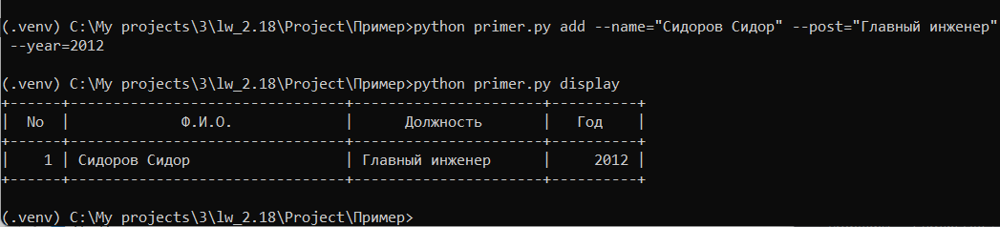 (.venv) C:\My projects\3\lw_2.18\Project\Пример>python primer.py add --name="Сидоров Сидор" --post="Главный инженер"
 --year=2012
(.venv) C:\My projects\3\lw_2.18\Project\Пример>python primer.py display
+------+--------------------------------+----------------------+----------+
|  No  |             Ф.И.О.             |      Должность       |   Год    |
+------+--------------------------------+----------------------+----------+
|    1 | Сидоров Сидор                  | Главный инженер      |     2012 |
+------+--------------------------------+----------------------+----------+
(.venv) C:\My projects\3\lw_2.18\Project\Пример>